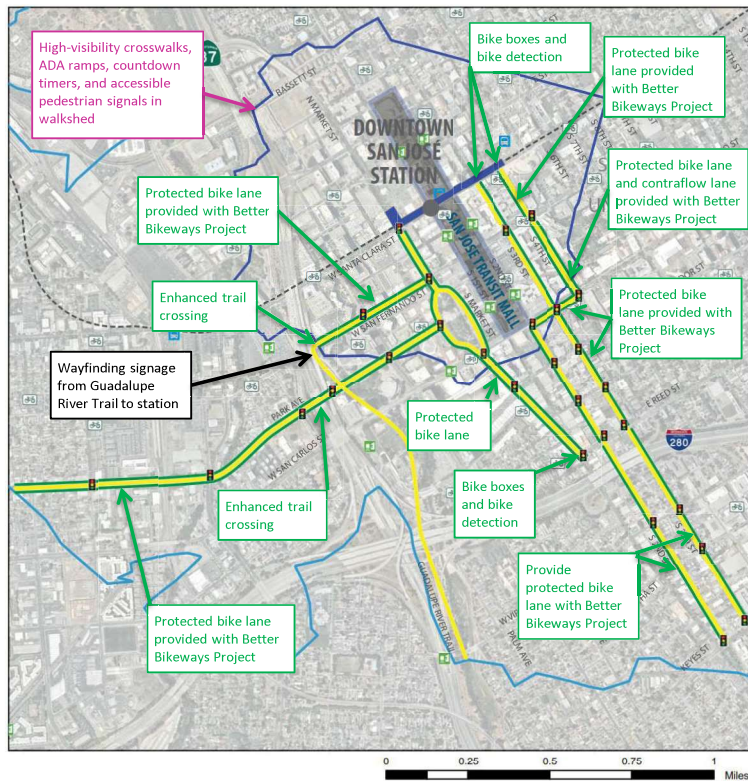 High-visibility crosswalks,
ADA ramps, countdown
timers, and accessible
pedestrian signals in
walkshed
87
BASSETT ST
N MARKET ST
Bike boxes and
bike detection
Protected bike
lane provided
with Better
Bikeways Project
DOWNTOWN
SAN JOSÉ
STATION
Protected bike lane
provided with Better
Bikeways Project
Protected bike lane
and contraflow lane
provided with Better
Bikeways Project
W SANTA CLARA ST
SAN JOSE TRANSIT MALL
S 3RD ST
S 4TH ST
Enhanced trail
crossing
W SAN FERNANDO ST
S MARKET ST
Protected bike
lane provided with
Better Bikeways
Project
Wayfinding signage
from Guadalupe
River Trail to station
PARK AVE
Protected
bike lane
E REED ST
280
W SAN CARLOS ST
Enhanced trail
crossing
Bike boxes
and bike
detection
GUADALUPE RIVER TRAIL
Provide
protected bike
lane with Better
Bikeways Project
Protected bike lane
provided with Better
Bikeways Project
PALM AVE
KEYES ST
0 0.25 0.5 0.75 1
Miles